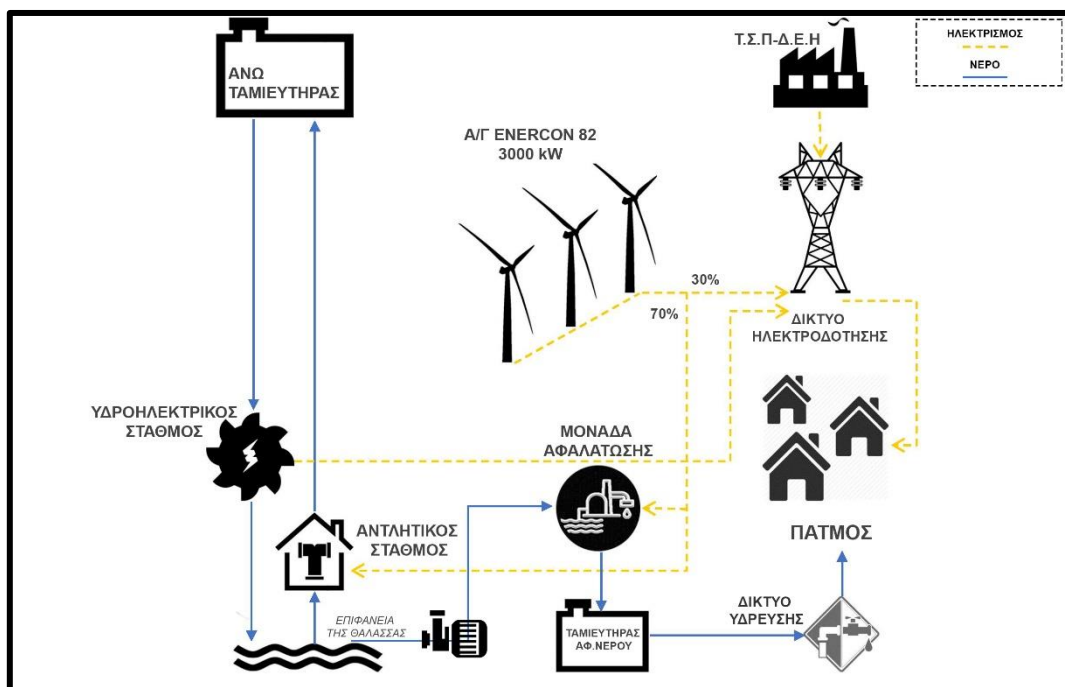 ΗΛΕΚΤΡΙΣΜΟΣ
ΝΕΡΟ
Τ.Σ.Π-Δ.Ε.Η
ΑΝΩ
ΤΑΜΙΕΥΤΗΡΑΣ
Α/Γ ENERCON 82
3000 kW
30%
70%
ΔΙΚΤΥΟ
ΗΛΕΚΤΡΟΔΟΤΗΣΗΣ
ΥΔΡΟΗΛΕΚΤΡΙΚΟΣ
ΣΤΑΘΜΟΣ
ΜΟΝΑΔΑ
ΑΦΑΛΑΤΩΣΗΣ
ΑΝΤΛΗΤΙΚΟΣ
ΣΤΑΘΜΟΣ
ΠΑΤΜΟΣ
ΕΠΙΦΑΝΕΙΑ
ΤΗΣ ΘΑΛΑΣΣΑΣ
ΤΑΜΙΕΥΤΗΡΑΣ
ΑΦ.ΝΕΡΟΥ
ΔΙΚΤΥΟ
ΥΔΡΕΥΣΗΣ